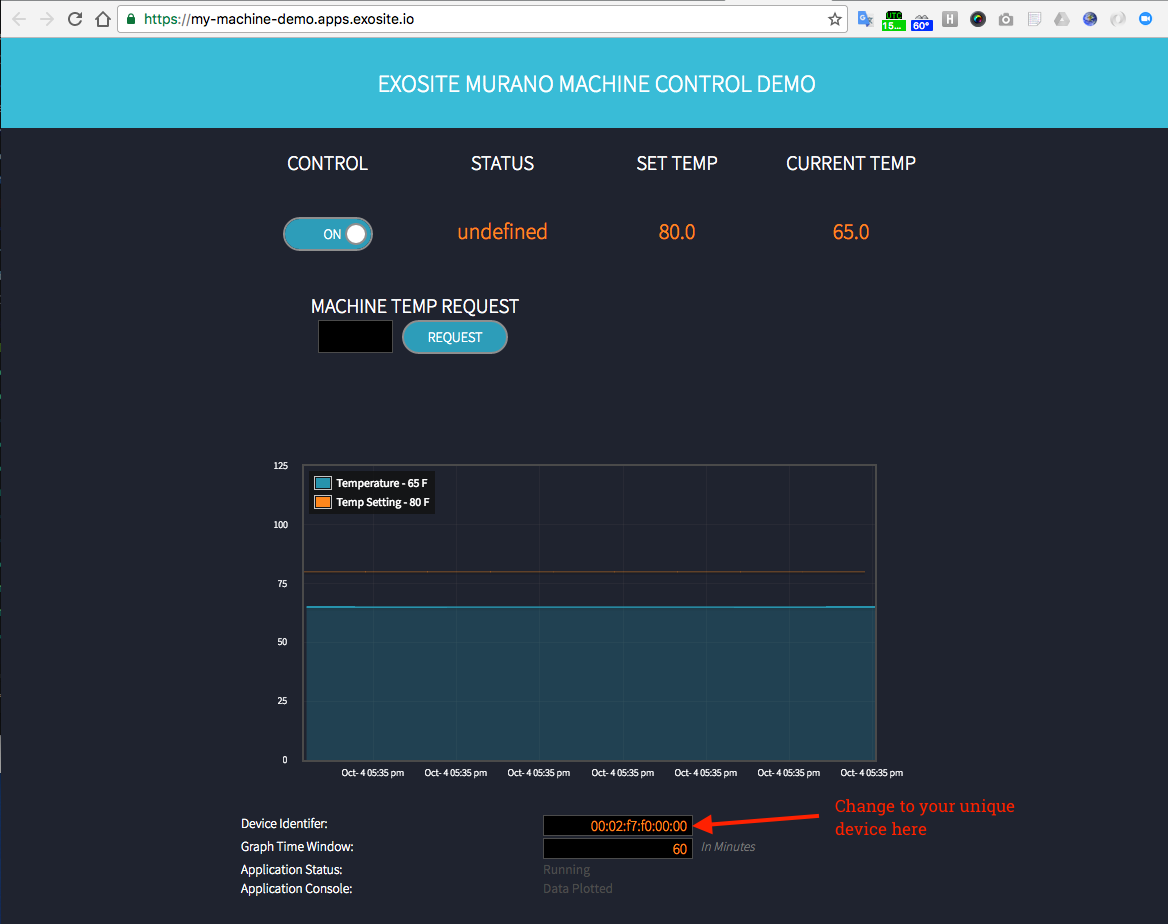 https://my-machine-demo.apps.exosite.io
UTC
15...
60°
H
EXOSITE MURANO MACHINE CONTROL DEMO
CONTROL STATUS SET TEMP CURRENT TEMP
ON undefined 80.0 65.0
MACHINE TEMP REQUEST
REQUEST
125
Temperature - 65 F
Temp Setting - 80 F
100
75
50
25
0
Oct- 4 05:35 pm Oct- 4 05:35 pm Oct- 4 05:35 pm Oct- 4 05:35 pm Oct- 4 05:35 pm Oct- 4 05:35 pm Oct- 4 05:35 pm
Change to your unique
device here
Device Identifer: 00:02:f7:f0:00:00
Graph Time Window: 60 In Minutes
Application Status: Running
Application Console: Data Plotted